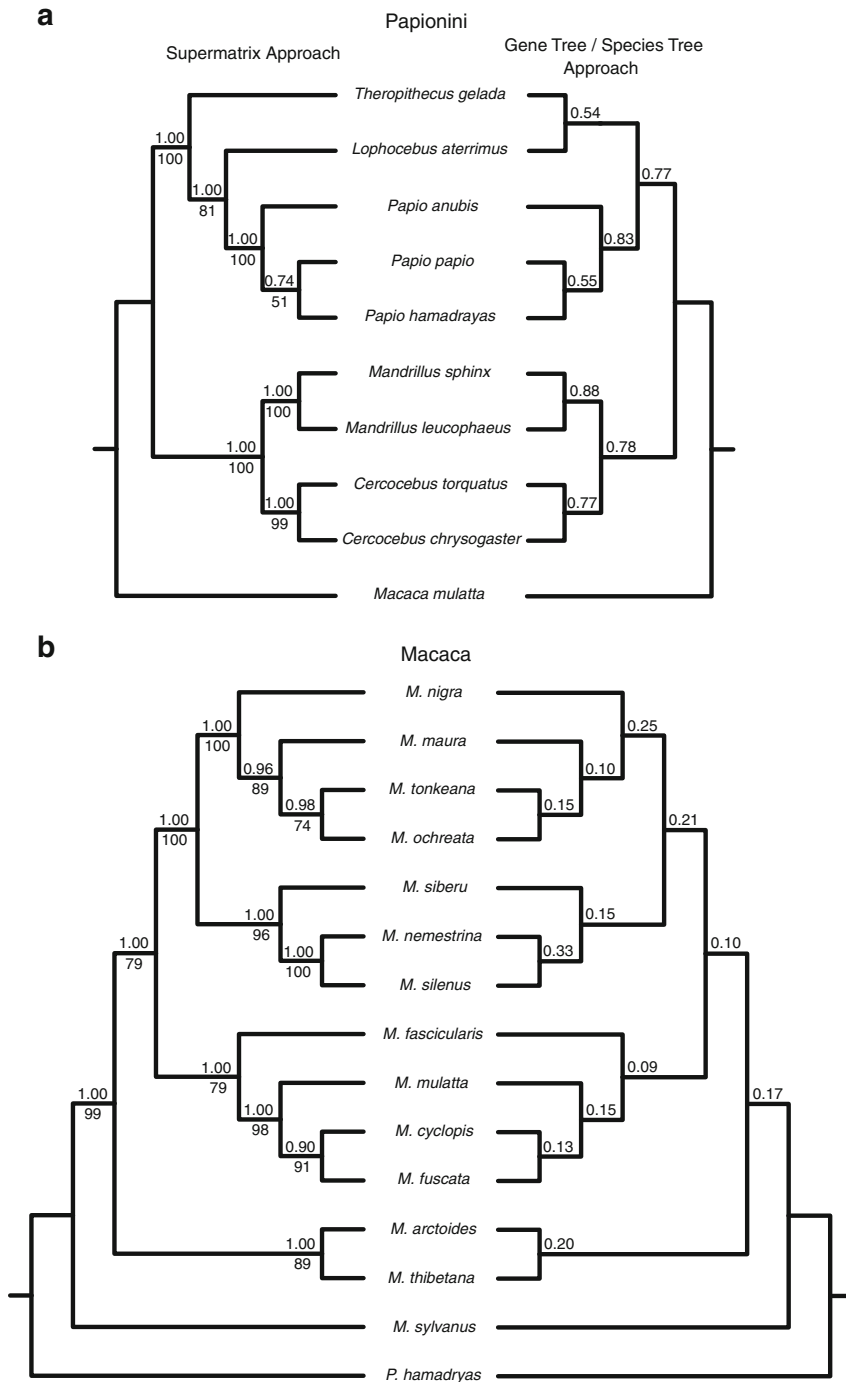 a
Papionini
Supermatrix Approach
Gene Tree / Species Tree
Approach
Theropithecus gelada
0.54
1.00
100
Lophocebus aterrimus
0.77
1.00
81
Papio anubis
1.00
100
0.83
Papio papio
0.74
51
0.55
Papio hamadrayas
Mandrillus sphinx
1.00
100
0.88
Mandrillus leucophaeus
1.00
100
0.78
Cercocebus torquatus
1.00
99
0.77
Cercocebus chrysogaster
Macaca mulatta
b
Macaca
M. nigra
1.00
100
0.25
M. maura
0.96
89
0.10
M. tonkeana
0.98
74
0.15
M. ochreata
1.00
100
0.21
M. siberu
1.00
96
0.15
M. nemestrina
1.00
100
0.33
M. silenus
1.00
79
0.10
M. fascicularis
1.00
79
0.09
M. mulatta
1.00
98
0.15
M. cyclopis
0.90
91
0.13
M. fuscata
1.00
99
0.17
M. arctoides
1.00
89
0.20
M. thibetana
M. sylvanus
P. hamadryas